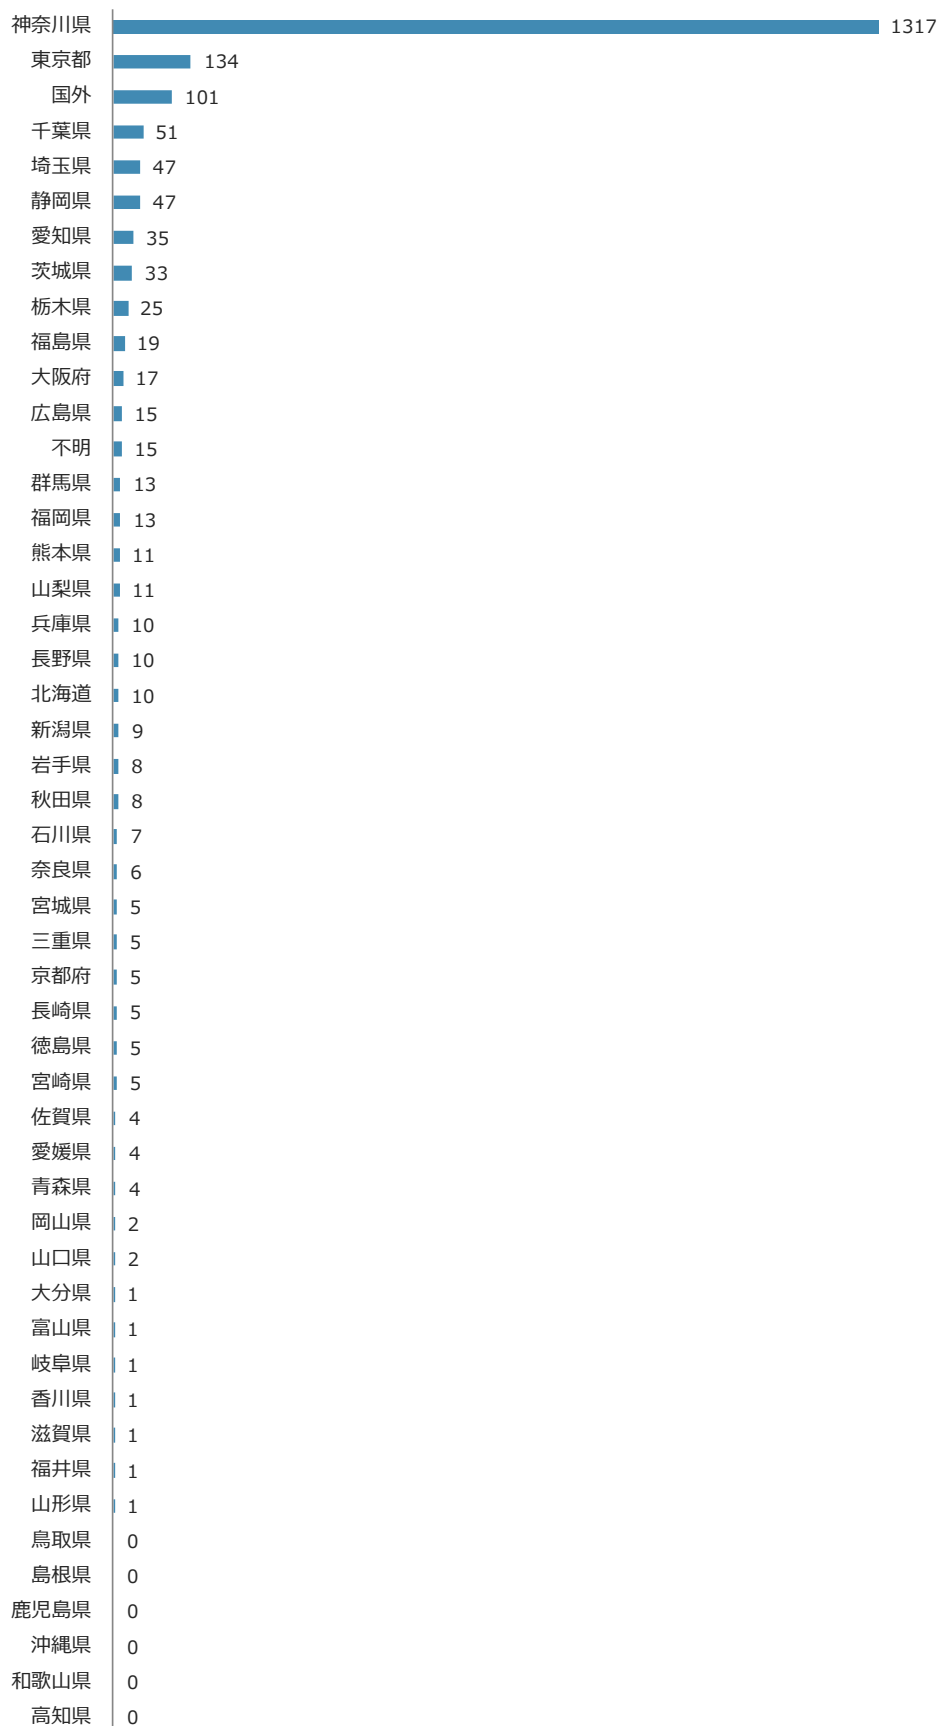 神奈川県 1317
東京都 134
国外 101
千葉県 51
埼玉県 47
静岡県 47
愛知県 35
茨城県 33
栃木県 25
福島県 19
大阪府 17
広島県 15
不明 15
群馬県 13
福岡県 13
熊本県 11
山梨県 11
兵庫県 10
長野県 10
北海道 10
新潟県 9
岩手県 8
秋田県 8
石川県 7
奈良県 6
宮城県 5
三重県 5
京都府 5
長崎県 5
徳島県 5
宮崎県 5
佐賀県 4
愛媛県 4
青森県 4
岡山県 2
山口県 2
大分県 1
富山県 1
岐阜県 1
香川県 1
滋賀県 1
福井県 1
山形県 1
鳥取県 0
島根県 0
鹿児島県 0
沖縄県 0
和歌山県 0
高知県 0